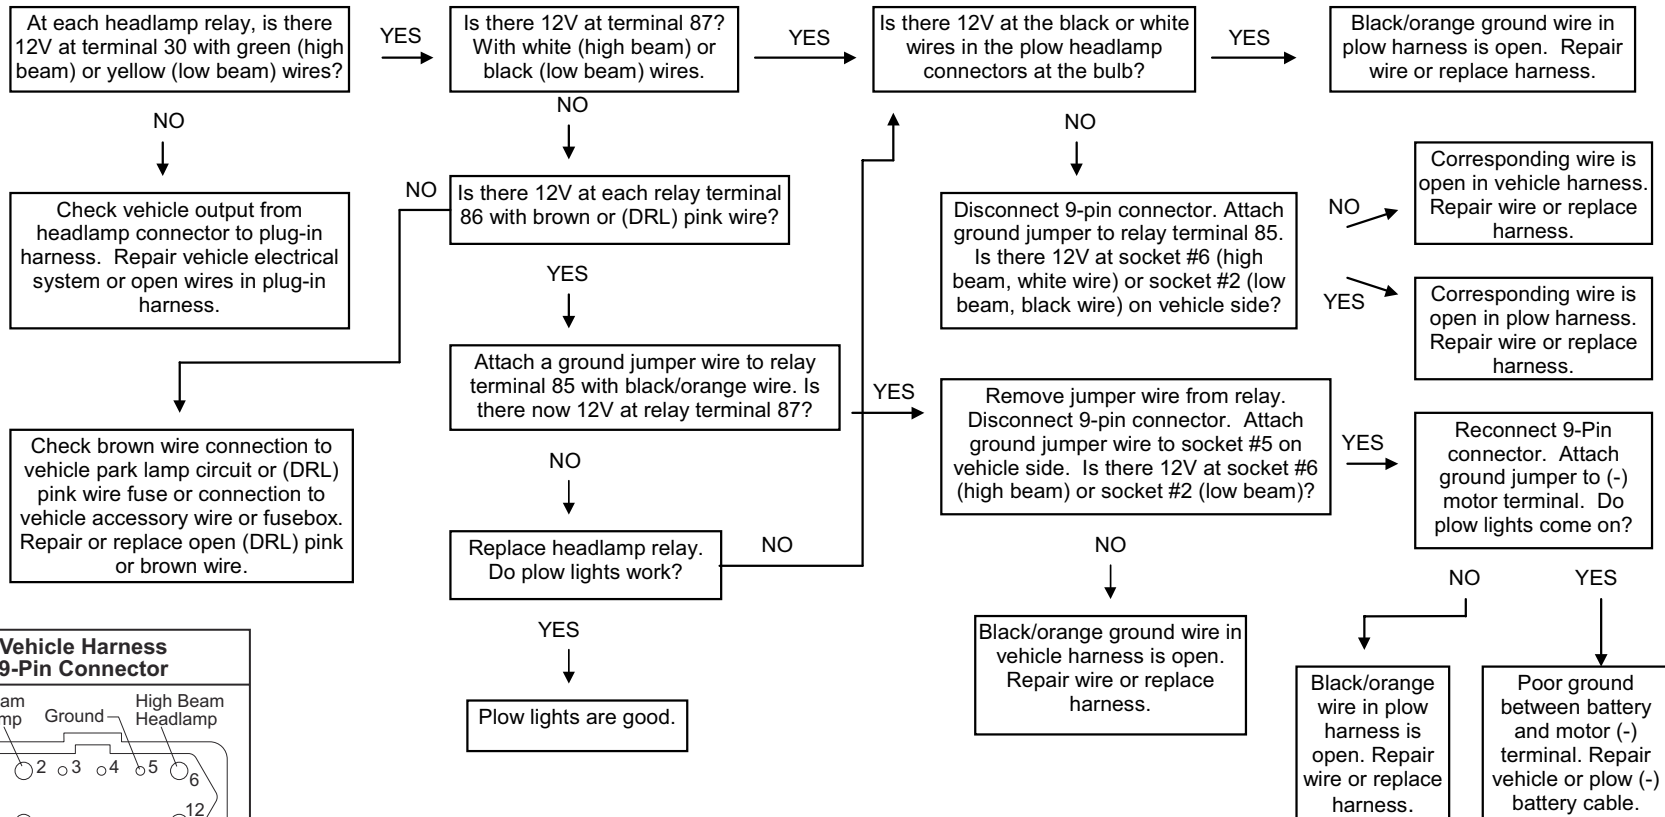 At each headlamp relay, is there
12V at terminal 30 with green (high
beam) or yellow (low beam) wires?
YES
Is there 12V at terminal 87?
With white (high beam) or
black (low beam) wires.
YES
Is there 12V at the black or white
wires in the plow headlamp
connectors at the bulb?
YES
Black/orange ground wire in
plow harness is open. Repair
wire or replace harness.
NO
NO
NO
Check vehicle output from
headlamp connector to plug-in
harness. Repair vehicle electrical
system or open wires in plug-in
harness.
NO
Is there 12V at each relay terminal
86 with brown or (DRL) pink wire?
Disconnect 9-pin connector. Attach
ground jumper to relay terminal 85.
Is there 12V at socket #6 (high
beam, white wire) or socket #2 (low
beam, black wire) on vehicle side?
NO
Corresponding wire is
open in vehicle harness.
Repair wire or replace
harness.
YES
Corresponding wire is
open in plow harness.
Repair wire or replace
harness.
YES
Attach a ground jumper wire to relay
terminal 85 with black/orange wire. Is
there now 12V at relay terminal 87?
YES
Remove jumper wire from relay.
Disconnect 9-pin connector. Attach
ground jumper wire to socket #5 on
vehicle side. Is there 12V at socket #6
(high beam) or socket #2 (low beam)?
YES
Reconnect 9-Pin
connector. Attach
ground jumper to (-)
motor terminal. Do
plow lights come on?
Check brown wire connection to
vehicle park lamp circuit or (DRL)
pink wire fuse or connection to
vehicle accessory wire or fusebox.
Repair or replace open (DRL) pink
or brown wire.
NO
Replace headlamp relay.
Do plow lights work?
NO
NO
NO
YES
YES
Plow lights are good.
Black/orange ground wire in
vehicle harness is open.
Repair wire or replace
harness.
Black/orange
wire in plow
harness is
open. Repair
wire or replace
harness.
Poor ground
between battery
and motor (-)
terminal. Repair
vehicle or plow (-)
battery cable.
Vehicle Harness
9-Pin Connector
Ground
High Beam
Headlamp
2 3 4 5 6
12